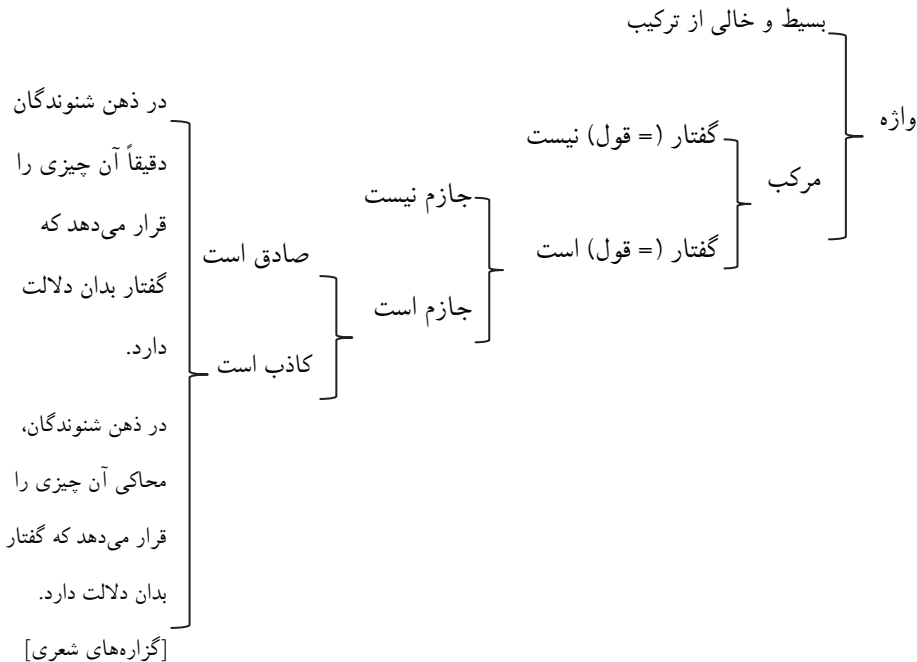 واژه
بسیط و خالی از ترکیب
مرکب
گفتار (= قول) نیست
گفتار (= قول) است
جازم نیست
جازم است
صادق است
کاذب است
در ذهن شنوندگان
دقیقاً آن چیزی را
قرار می‌دهد که
گفتار بدان دلالت
دارد.
در ذهن شنوندگان،
محاکی آن چیزی را
قرار می‌دهد که گفتار
بدان دلالت دارد.
[گزاره‌های شعری]